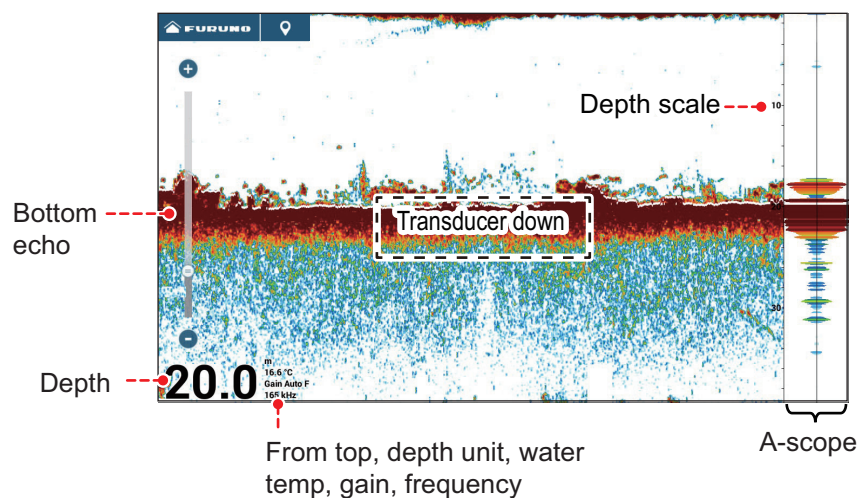 FURUNO
Depth scale
10
Bottom
echo
Transducer down
20
30
Depth
20.0
m
16.6 °C
Gain Auto F
165 kHz
From top, depth unit, water
temp, gain, frequency
A-scope